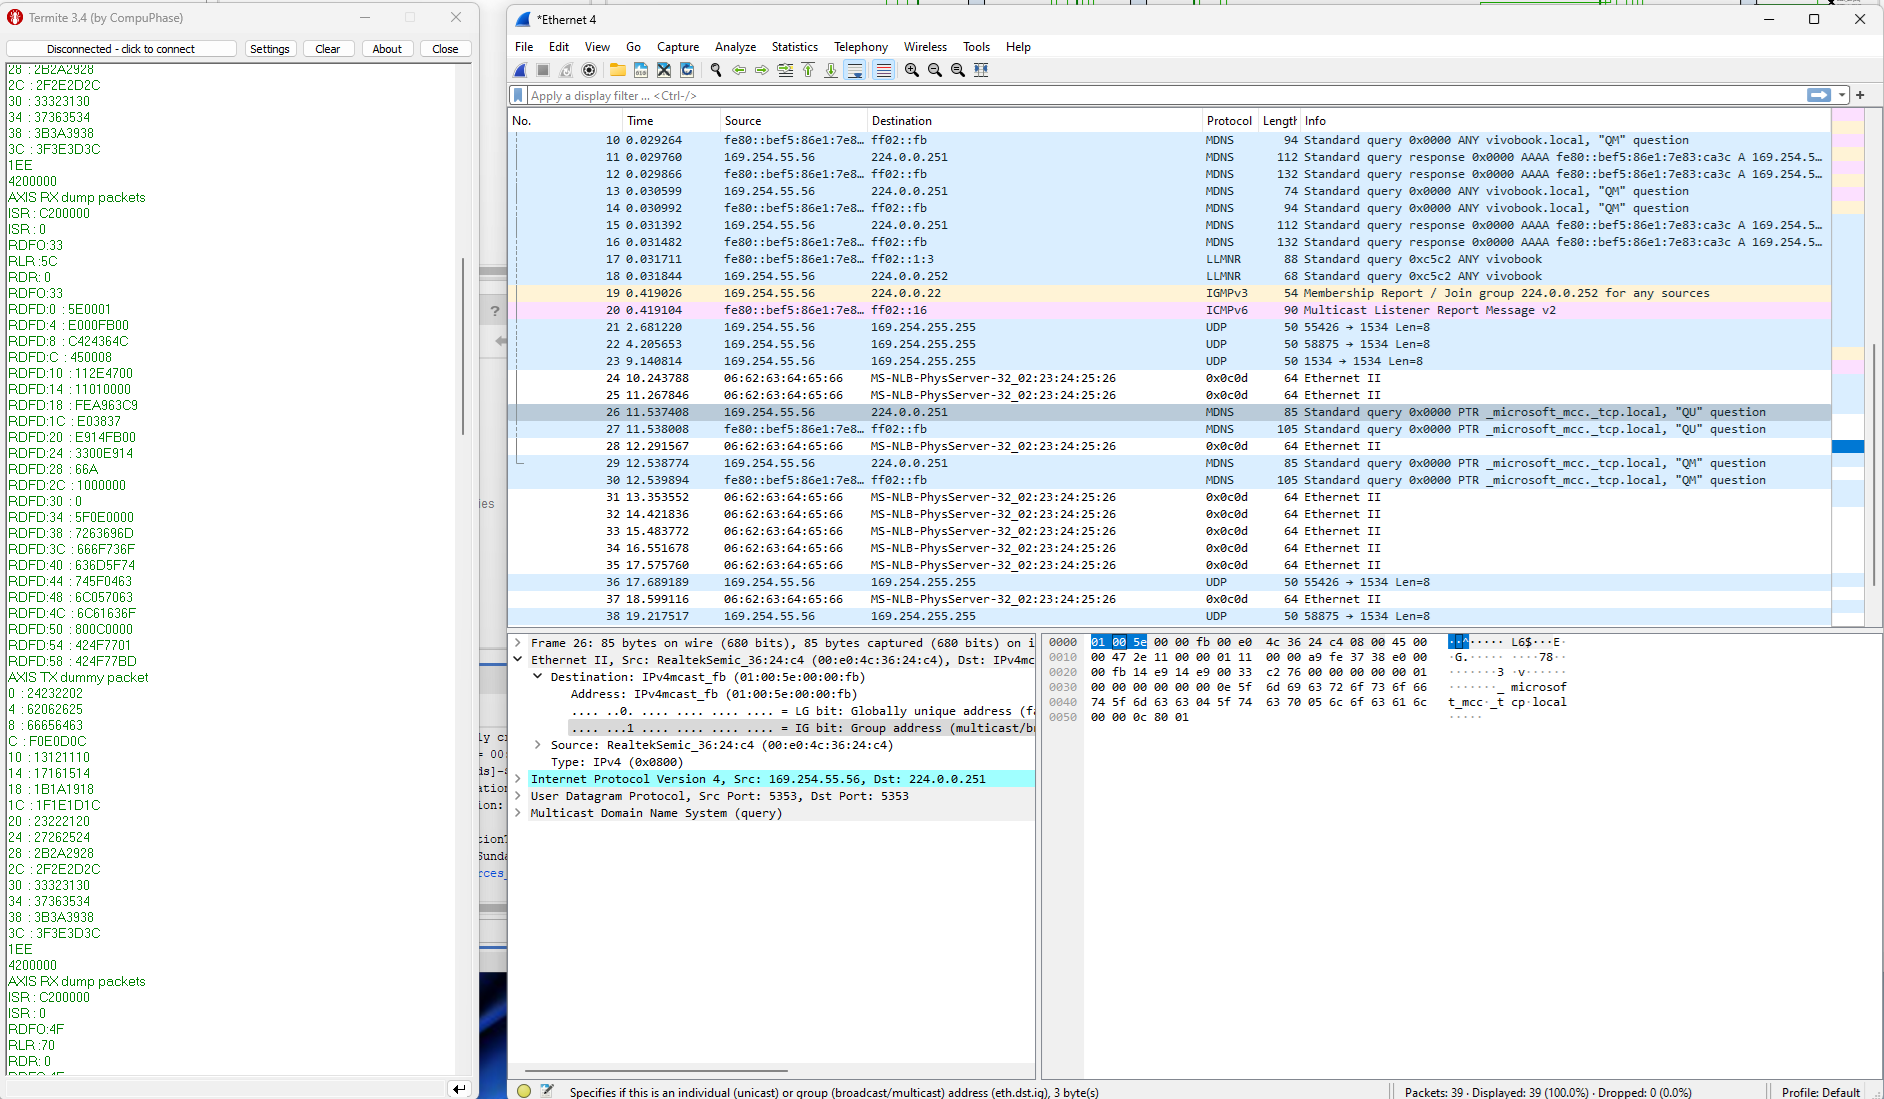 Termite 3.4 (by CompuPhase)
Disconnected - click to connect Settings Clear About Close
28 : 2B2A2928
2C : 2F2E2D2C
30 : 33323130
34 : 37363534
38 : 3B3A3938
3C : 3F3E3D3C
1EE
4200000
AXIS RX dump packets
ISR : C200000
ISR : 0
RDFO:33
RLR :5C
RDR: 0
RDFO:33
RDFD:0 : 5E0001
RDFD:4 : E000FB00
RDFD:8 : C424364C
RDFD:C : 450008
RDFD:10 : 112E4700
RDFD:14 : 11010000
RDFD:18 : FEA963C9
RDFD:1C : E03837
RDFD:20 : E914FB00
RDFD:24 : 3300E914
RDFD:28 : 66A
RDFD:2C : 1000000
RDFD:30 : 0
RDFD:34 : 5F0E0000
RDFD:38 : 7263696D
RDFD:3C : 666F736F
RDFD:40 : 636D5F74
RDFD:44 : 745F0463
RDFD:48 : 6C057063
RDFD:4C : 6C61636F
RDFD:50 : 800C0000
RDFD:54 : 424F7701
RDFD:58 : 424F77BD
AXIS TX dummy packet
0 : 24232202
4 : 62062625
8 : 66656463
C : F0E0D0C
10 : 13121110
14 : 17161514
18 : 1B1A1918
1C : 1F1E1D1C
20 : 23222120
24 : 27262524
28 : 2B2A2928
2C : 2F2E2D2C
30 : 33323130
34 : 37363534
38 : 3B3A3938
3C : 3F3E3D3C
1EE
4200000
AXIS RX dump packets
ISR : C200000
ISR : 0
RDFO:4F
RLR :70
RDR: 0
RDFO:4F
*Ethernet 4
File Edit View Go Capture Analyze Statistics Telephony Wireless Tools Help
Apply a display filter ... <Ctrl-/>
No. Time Source Destination Protocol Length Info
10 0.029264 fe80::bef5:86e1:7e8… ff02::fb MDNS 94 Standard query 0x0000 ANY vivobook.local, "QM" question
11 0.029760 169.254.55.56 224.0.0.251 MDNS 112 Standard query response 0x0000 AAAA fe80::bef5:86e1:7e83:ca3c A 169.254.5…
12 0.029866 fe80::bef5:86e1:7e8… ff02::fb MDNS 132 Standard query response 0x0000 AAAA fe80::bef5:86e1:7e83:ca3c A 169.254.5…
13 0.030599 169.254.55.56 224.0.0.251 MDNS 74 Standard query 0x0000 ANY vivobook.local, "QM" question
14 0.030992 fe80::bef5:86e1:7e8… ff02::fb MDNS 94 Standard query 0x0000 ANY vivobook.local, "QM" question
15 0.031392 169.254.55.56 224.0.0.251 MDNS 112 Standard query response 0x0000 AAAA fe80::bef5:86e1:7e83:ca3c A 169.254.5…
16 0.031482 fe80::bef5:86e1:7e8… ff02::fb MDNS 132 Standard query response 0x0000 AAAA fe80::bef5:86e1:7e83:ca3c A 169.254.5…
17 0.031711 fe80::bef5:86e1:7e8… ff02::1:3 LLMNR 88 Standard query 0xc5c2 ANY vivobook
18 0.031844 169.254.55.56 224.0.0.252 LLMNR 68 Standard query 0xc5c2 ANY vivobook
19 0.419026 169.254.55.56 224.0.0.22 IGMPv3 54 Membership Report / Join group 224.0.0.252 for any sources
20 0.419104 fe80::bef5:86e1:7e8… ff02::16 ICMPv6 90 Multicast Listener Report Message v2
21 2.681220 169.254.55.56 169.254.255.255 UDP 50 55426 → 1534 Len=8
22 4.205653 169.254.55.56 169.254.255.255 UDP 50 58875 → 1534 Len=8
23 9.140814 169.254.55.56 169.254.255.255 UDP 50 1534 → 1534 Len=8
24 10.243788 06:62:63:64:65:66 MS-NLB-PhysServer-32_02:23:24:25:26 0x0c0d 64 Ethernet II
25 11.267846 06:62:63:64:65:66 MS-NLB-PhysServer-32_02:23:24:25:26 0x0c0d 64 Ethernet II
26 11.537408 169.254.55.56 224.0.0.251 MDNS 85 Standard query 0x0000 PTR _microsoft_mcc._tcp.local, "QU" question
27 11.538008 fe80::bef5:86e1:7e8… ff02::fb MDNS 105 Standard query 0x0000 PTR _microsoft_mcc._tcp.local, "QU" question
28 12.291567 06:62:63:64:65:66 MS-NLB-PhysServer-32_02:23:24:25:26 0x0c0d 64 Ethernet II
29 12.538774 169.254.55.56 224.0.0.251 MDNS 85 Standard query 0x0000 PTR _microsoft_mcc._tcp.local, "QM" question
30 12.539894 fe80::bef5:86e1:7e8… ff02::fb MDNS 105 Standard query 0x0000 PTR _microsoft_mcc._tcp.local, "QM" question
31 13.353552 06:62:63:64:65:66 MS-NLB-PhysServer-32_02:23:24:25:26 0x0c0d 64 Ethernet II
32 14.421836 06:62:63:64:65:66 MS-NLB-PhysServer-32_02:23:24:25:26 0x0c0d 64 Ethernet II
33 15.483772 06:62:63:64:65:66 MS-NLB-PhysServer-32_02:23:24:25:26 0x0c0d 64 Ethernet II
34 16.551678 06:62:63:64:65:66 MS-NLB-PhysServer-32_02:23:24:25:26 0x0c0d 64 Ethernet II
35 17.575760 06:62:63:64:65:66 MS-NLB-PhysServer-32_02:23:24:25:26 0x0c0d 64 Ethernet II
36 17.689189 169.254.55.56 169.254.255.255 UDP 50 55426 → 1534 Len=8
37 18.599116 06:62:63:64:65:66 MS-NLB-PhysServer-32_02:23:24:25:26 0x0c0d 64 Ethernet II
38 19.217517 169.254.55.56 169.254.255.255 UDP 50 58875 → 1534 Len=8
Frame 26: 85 bytes on wire (680 bits), 85 bytes captured (680 bits) on i
Ethernet II, Src: RealtekSemic_36:24:c4 (00:e0:4c:36:24:c4), Dst: IPv4mc
Destination: IPv4mcast_fb (01:00:5e:00:00:fb)
Address: IPv4mcast_fb (01:00:5e:00:00:fb)
.... ..0. .... .... .... .... = LG bit: Globally unique address (fa
.... ...1 .... .... .... .... = IG bit: Group address (multicast/br
Source: RealtekSemic_36:24:c4 (00:e0:4c:36:24:c4)
Type: IPv4 (0x0800)
Internet Protocol Version 4, Src: 169.254.55.56, Dst: 224.0.0.251
User Datagram Protocol, Src Port: 5353, Dst Port: 5353
Multicast Domain Name System (query)
0000 01 00 5e 00 00 fb 00 e0 4c 36 24 c4 08 00 45 00 ··^····· L6$···E·
0010 00 47 2e 11 00 00 01 11 00 00 a9 fe 37 38 e0 00 ·G.····· ····78··
0020 00 fb 14 e9 14 e9 00 33 c2 76 00 00 00 00 00 01 ·······3 ·v······
0030 00 00 00 00 00 00 0e 5f 6d 69 63 72 6f 73 6f 66 ·······_ microsof
0040 74 5f 6d 63 63 04 5f 74 63 70 05 6c 6f 63 61 6c t_mcc·_t cp·local
0050 00 00 0c 80 01 ·····
Specifies if this is an individual (unicast) or group (broadcast/multicast) address (eth.dst.ig), 3 byte(s)
Packets: 39 · Displayed: 39 (100.0%) · Dropped: 0 (0.0%)
Profile: Default